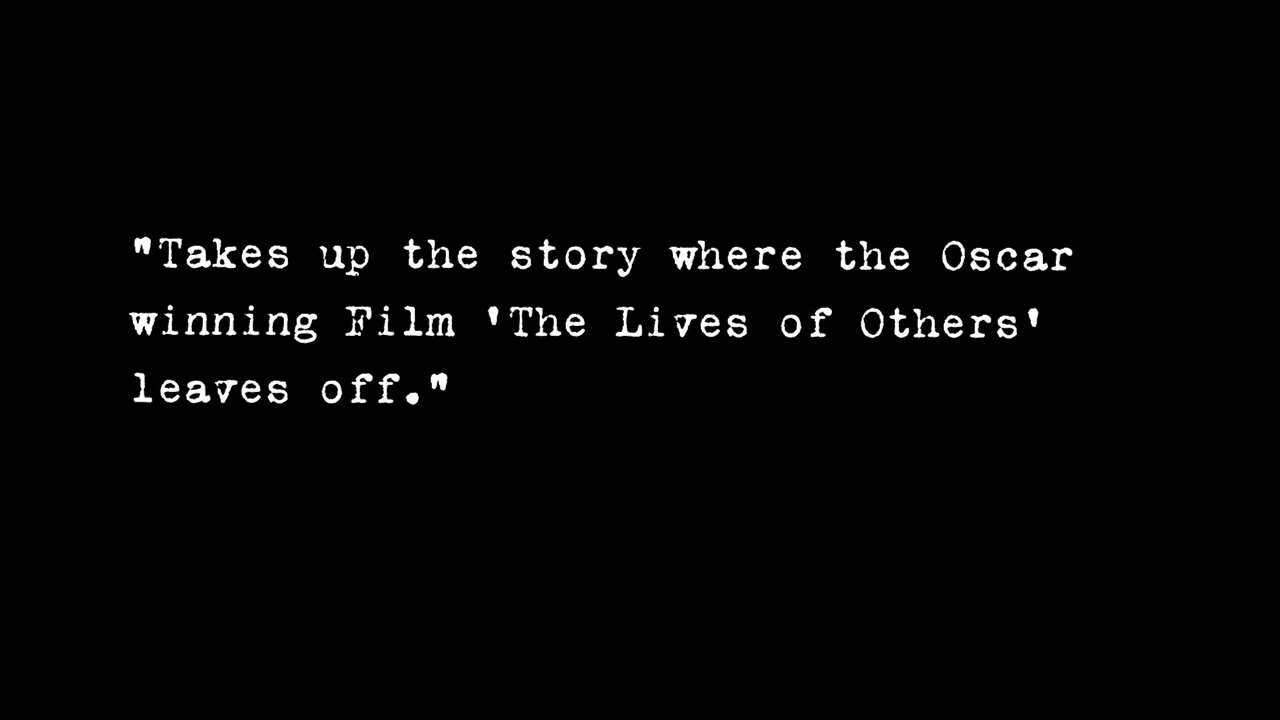 "Takes up the story where the Oscar
winning Film 'The Lives of Others'
leaves off."